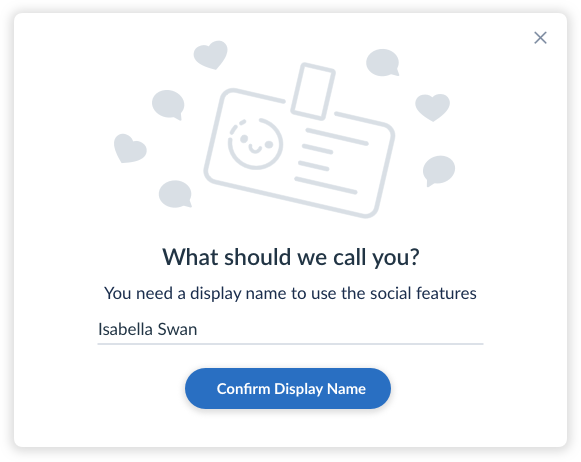 What should we call you?
You need a display name to use the social features
Isabella Swan
Confirm Display Name